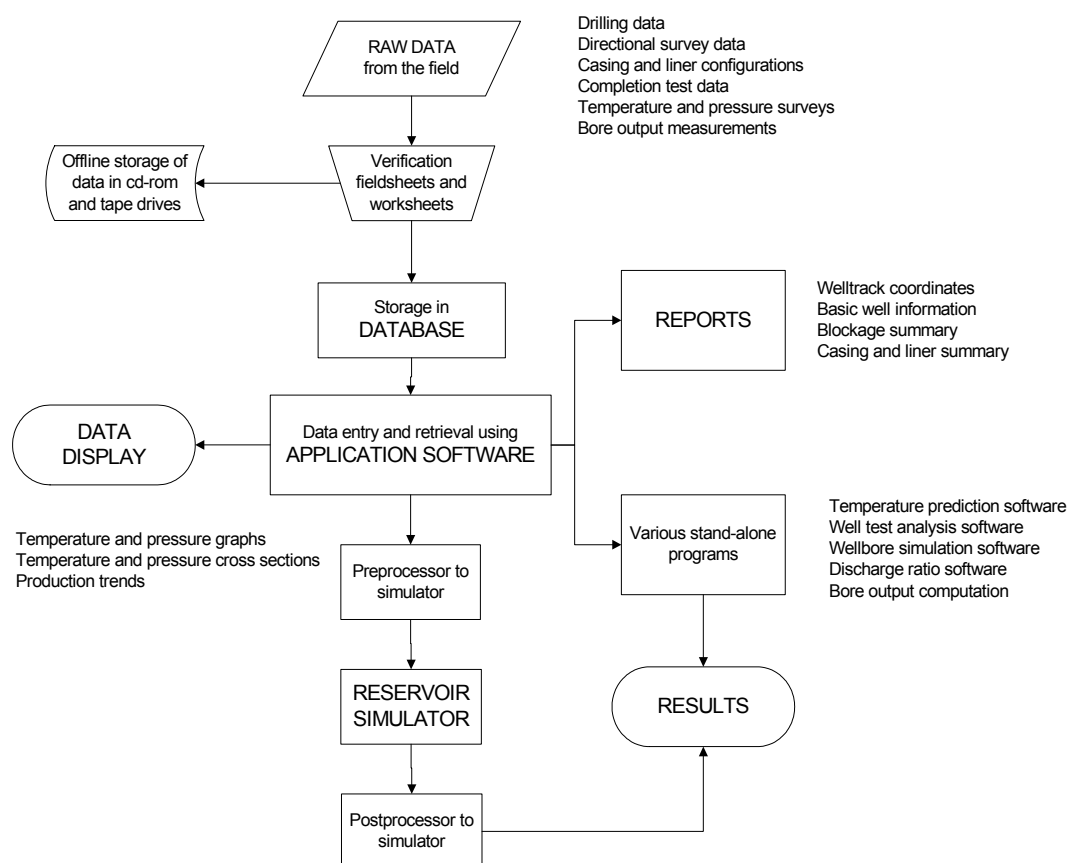 RAW DATA
from the field
Drilling data
Directional survey data
Casing and liner configurations
Completion test data
Temperature and pressure surveys
Bore output measurements
Offline storage of
data in cd-rom
and tape drives
Verification
fieldsheets and
worksheets
Storage in
DATABASE
REPORTS
Welltrack coordinates
Basic well information
Blockage summary
Casing and liner summary
DATA
DISPLAY
Data entry and retrieval using
APPLICATION SOFTWARE
Temperature and pressure graphs
Temperature and pressure cross sections
Production trends
Preprocessor to
simulator
Various stand-alone
programs
Temperature prediction software
Well test analysis software
Wellbore simulation software
Discharge ratio software
Bore output computation
RESERVOIR
SIMULATOR
RESULTS
Postprocessor to
simulator